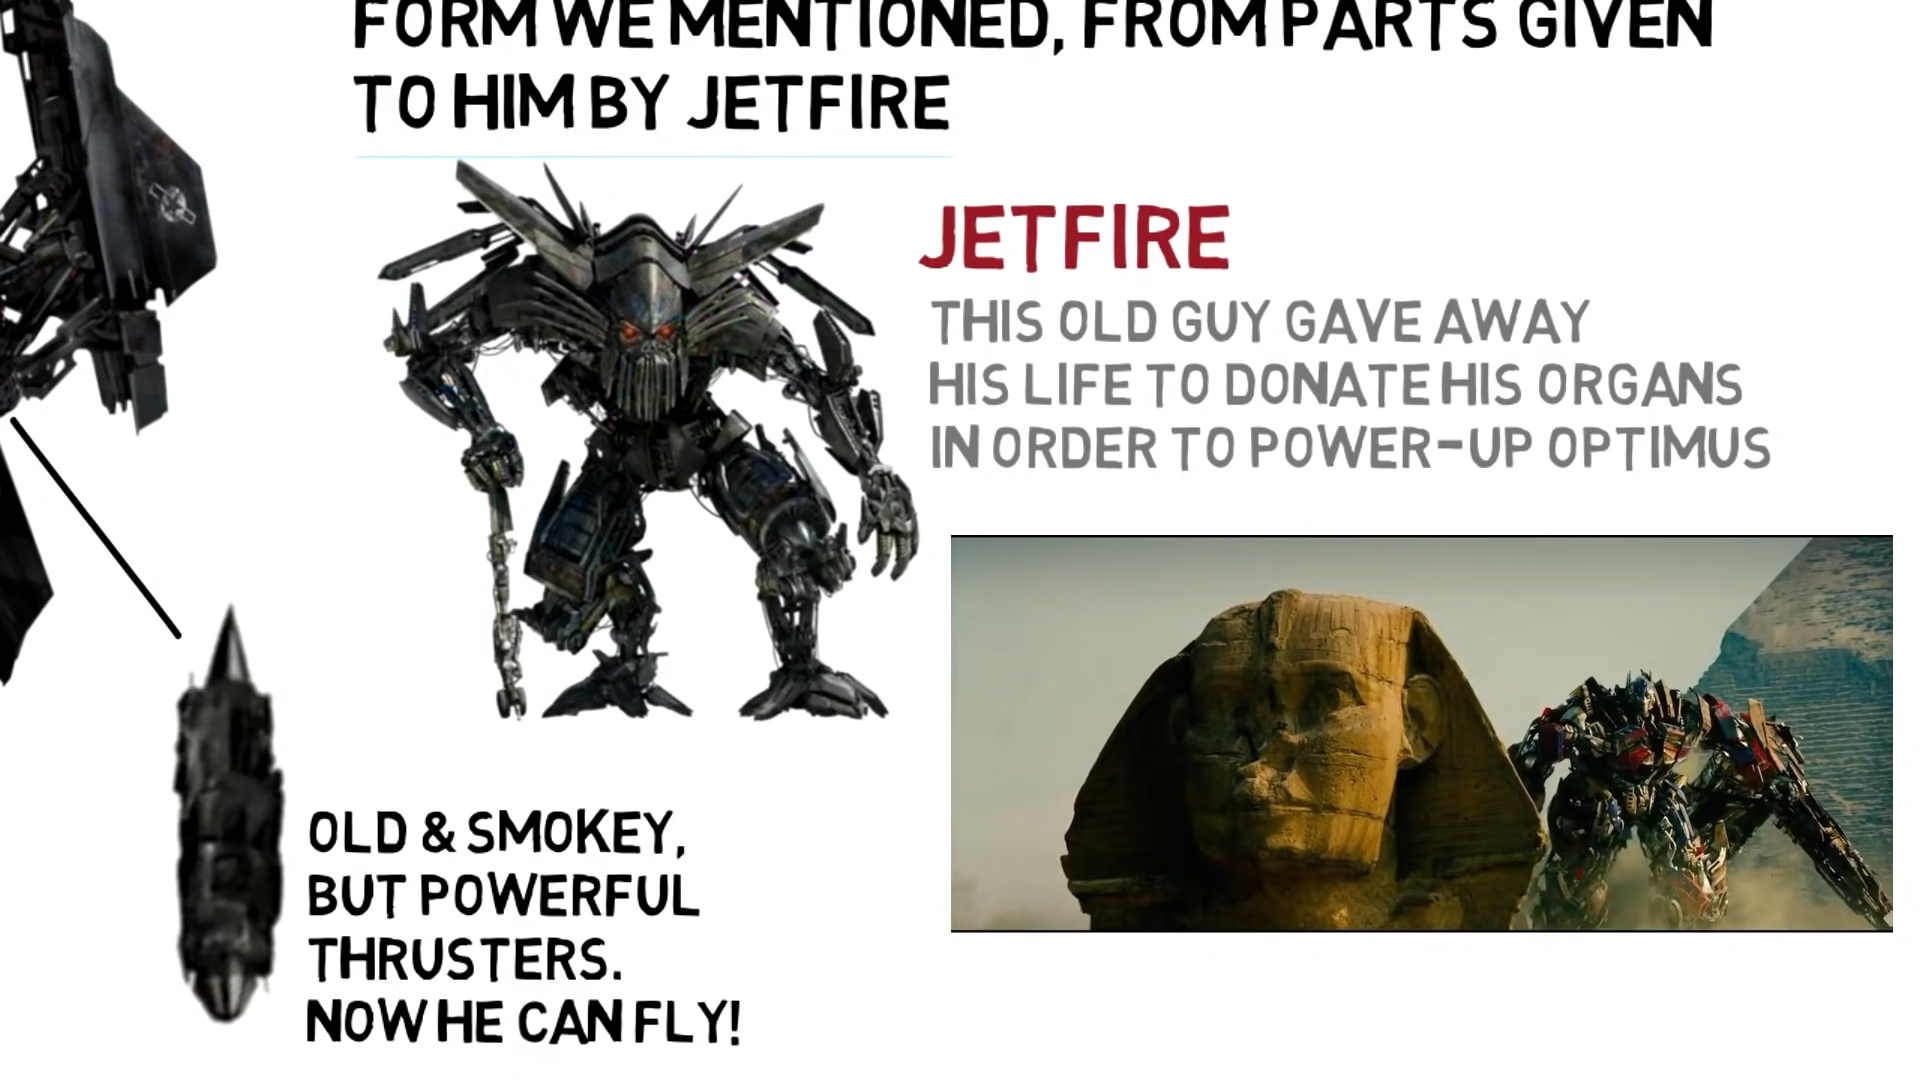 FORM WE MENTIONED, FROM PARTS GIVEN
TO HIM BY JETFIRE
JETFIRE
THIS OLD GUY GAVE AWAY
HIS LIFE TO DONATE HIS ORGANS
IN ORDER TO POWER-UP OPTIMUS
OLD & SMOKEY,
BUT POWERFUL
THRUSTERS.
NOW HE CAN FLY!